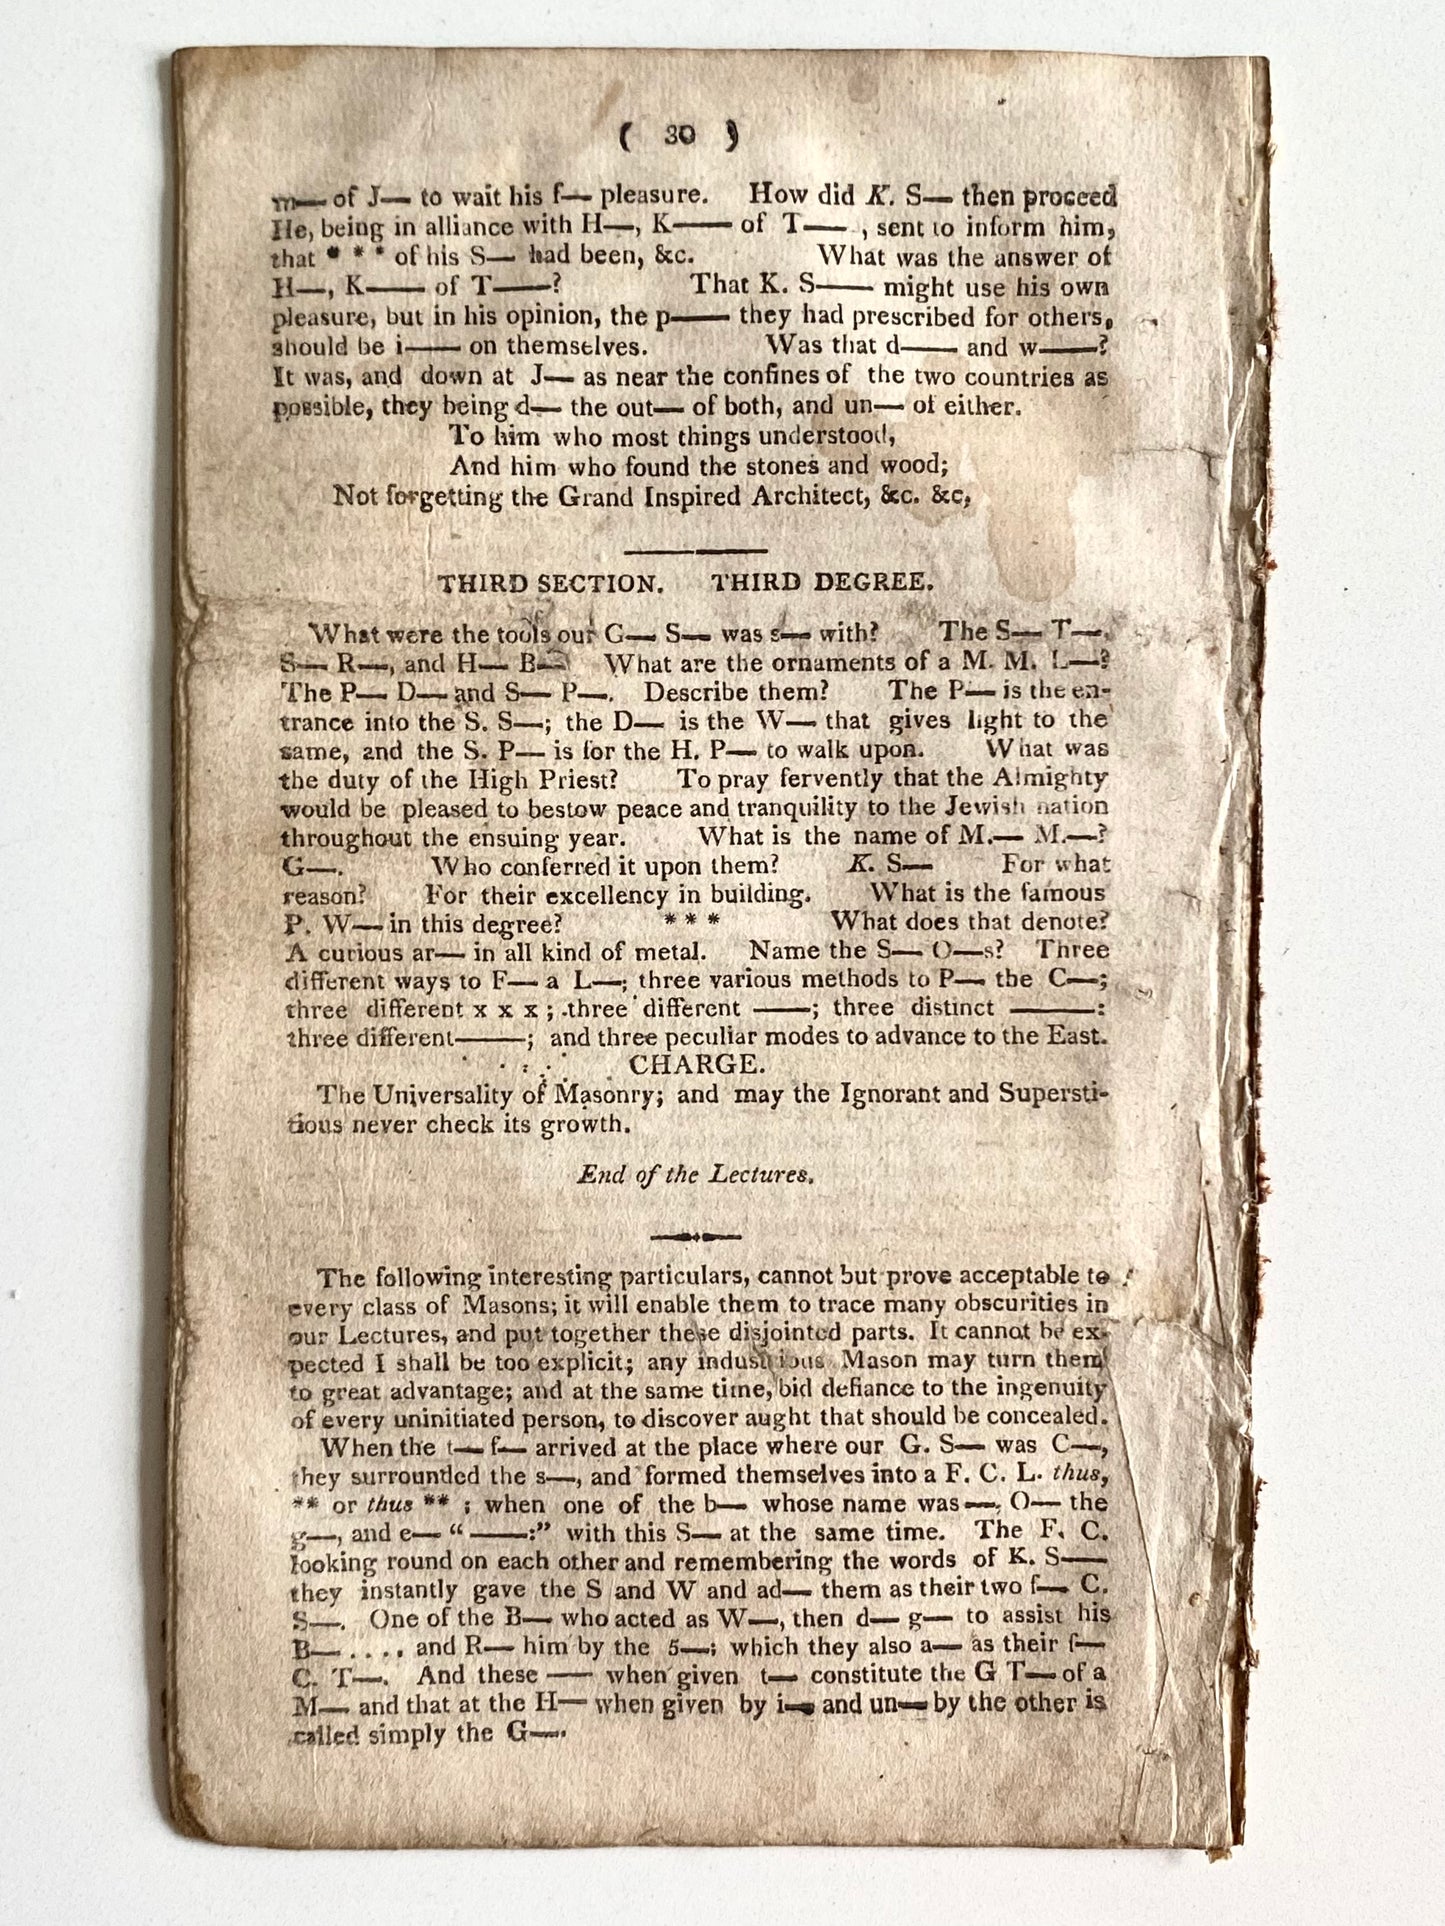 ( 30 )
m— of J— to wait his f— pleasure. How did K. S— then proceed
He, being in alliance with H—, K—— of T—— , sent to inform him,
that * * * of his S— had been, &c. What was the answer of
H—, K—— of T——? That K. S—— might use his own
pleasure, but in his opinion, the p—— they had prescribed for others,
should be i—— on themselves. Was that d—— and w——?
It was, and down at J— as near the confines of the two countries as
possible, they being d— the out— of both, and un— of either.
To him who most things understood,
And him who found the stones and wood;
Not forgetting the Grand Inspired Architect, &c. &c,
THIRD SECTION. THIRD DEGREE.
What were the tools our G— S— was s— with? The S— T—,
S— R—, and H— B— What are the ornaments of a M. M. L—?
The P— D— and S— P—. Describe them? The P— is the en-
trance into the S. S—; the D— is the W— that gives light to the
same, and the S. P— is for the H. P— to walk upon. What was
the duty of the High Priest? To pray fervently that the Almighty
would be pleased to bestow peace and tranquility to the Jewish nation
throughout the ensuing year. What is the name of M.— M.—?
G—. Who conferred it upon them? K. S— For what
reason? For their excellency in building. What is the famous
P. W— in this degree? * * * What does that denote?
A curious ar— in all kind of metal. Name the S— O—s? Three
different ways to F— a L—; three various methods to P— the C—;
three different x x x ; three different ——; three distinct ———:
three different———; and three peculiar modes to advance to the East.
CHARGE.
The Universality of Masonry; and may the Ignorant and Supersti-
tious never check its growth.
End of the Lectures.
The following interesting particulars, cannot but prove acceptable to
every class of Masons; it will enable them to trace many obscurities in
our Lectures, and put together these disjointed parts. It cannot be ex-
pected I shall be too explicit; any industrious Mason may turn them
to great advantage; and at the same time, bid defiance to the ingenuity
of every uninitiated person, to discover aught that should be concealed.
When the t— f— arrived at the place where our G. S— was C—,
they surrounded the s—, and formed themselves into a F. C. L. thus,
** or thus ** ; when one of the b— whose name was —. O— the
g—, and e— “ ——:” with this S— at the same time. The F. C.
looking round on each other and remembering the words of K. S——
they instantly gave the S and W and ad— them as their two f— C.
S—. One of the B— who acted as W—, then d— g— to assist his
B— . . . . and R— him by the 5—; which they also a— as their f—
C. T—. And these —— when given t— constitute the G T— of a
M— and that at the H— when given by i— and un— by the other is
called simply the G—.